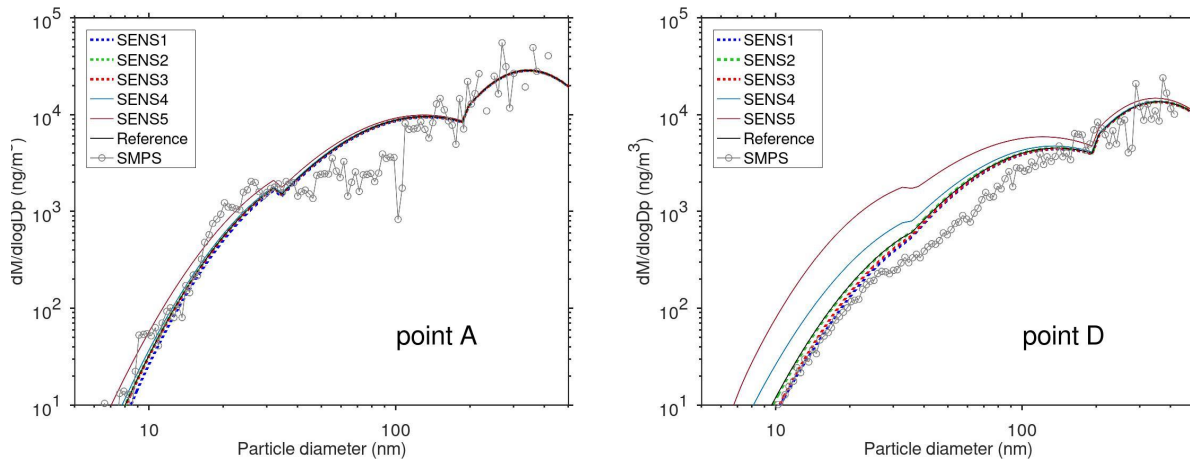 10^5
10^4
10^3
10^2
10^1
dM/dlogDp (ng/m^3)
SENS1
SENS2
SENS3
SENS4
SENS5
Reference
SMPS
point A
10
100
Particle diameter (nm)
10^5
10^4
10^3
10^2
10^1
dM/dlogDp (ng/m^3)
SENS1
SENS2
SENS3
SENS4
SENS5
Reference
SMPS
point D
10
100
Particle diameter (nm)